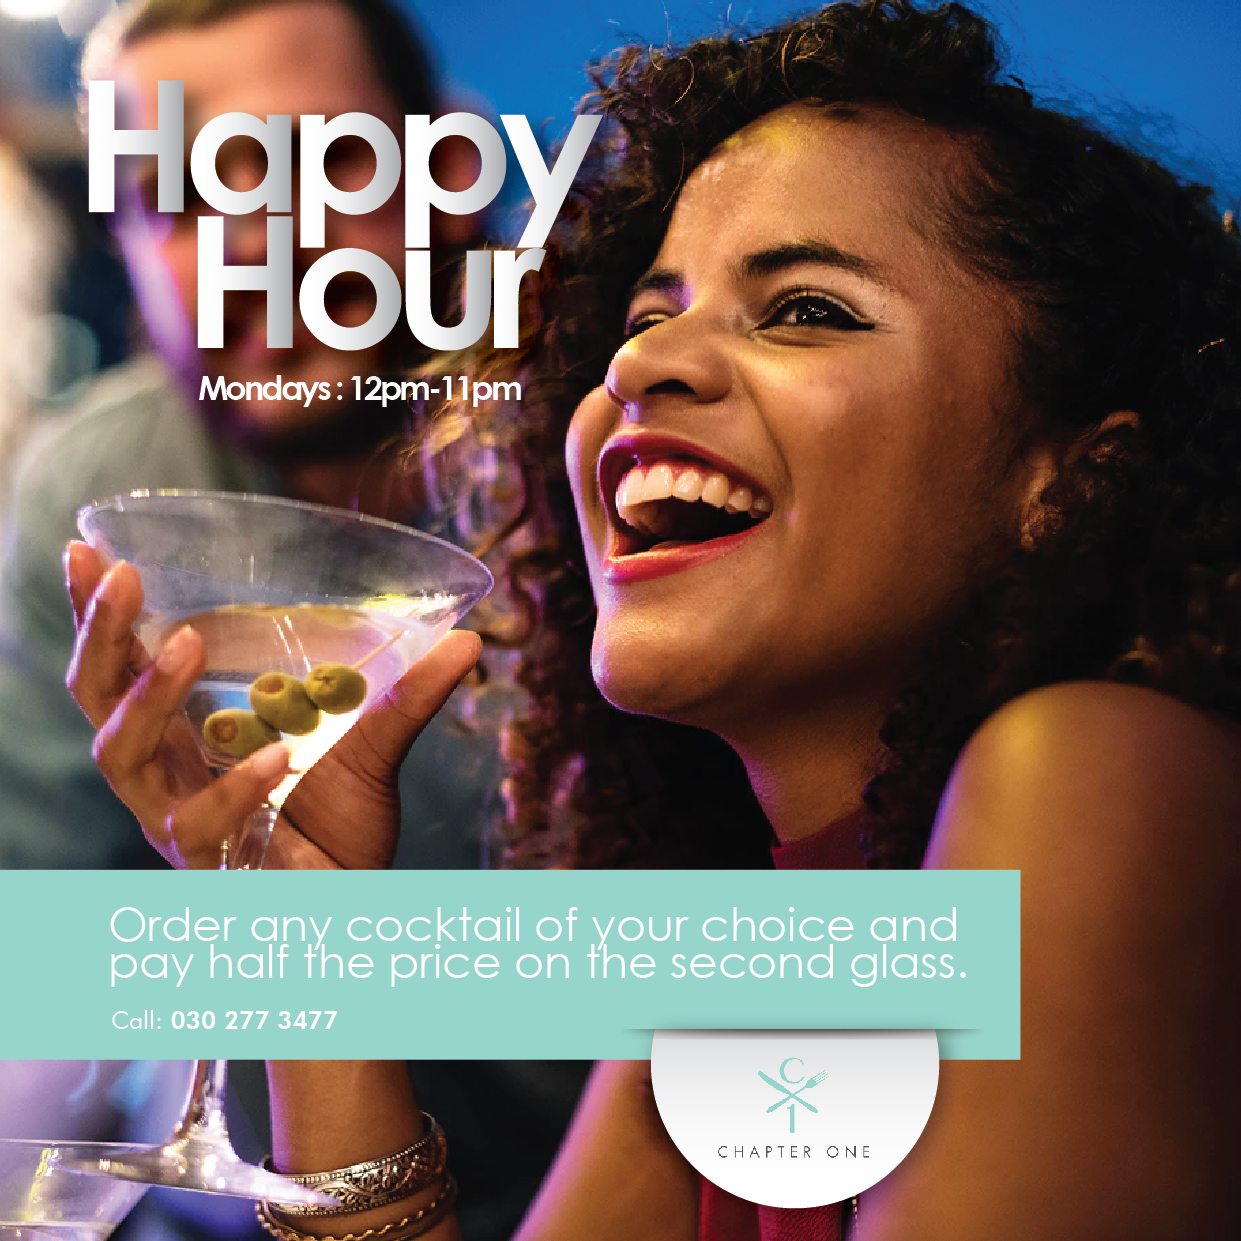 Happy
Hour
Mondays : 12pm-11pm
Order any cocktail of your choice and
pay half the price on the second glass.
Call: 030 277 3477
C
1
CHAPTER ONE